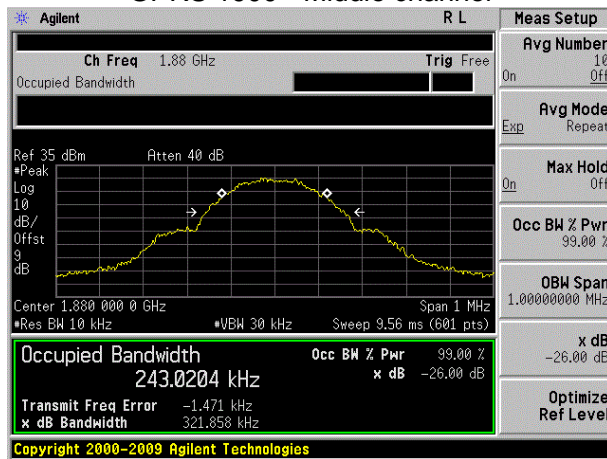 Agilent R L
Meas Setup
Ch Freq 1.88 GHz Trig Free
Occupied Bandwidth
Avg Number
10
On Off
Avg Mode
Exp Repeat
Max Hold
On Off
Occ BW % Pwr
99.00 %
OBW Span
1.00000000 MHz
x dB
-26.00 dB
Optimize
Ref Level
Ref 35 dBm Atten 40 dB
#Peak
Log
10
dB/
Offst
9
dB
Center 1.880 000 0 GHz Span 1 MHz
#Res BW 10 kHz #VBW 30 kHz Sweep 9.56 ms (601 pts)
Occupied Bandwidth Occ BW % Pwr 99.00 %
243.0204 kHz x dB -26.00 dB
Transmit Freq Error -1.471 kHz
x dB Bandwidth 321.858 kHz
Copyright 2000-2009 Agilent Technologies